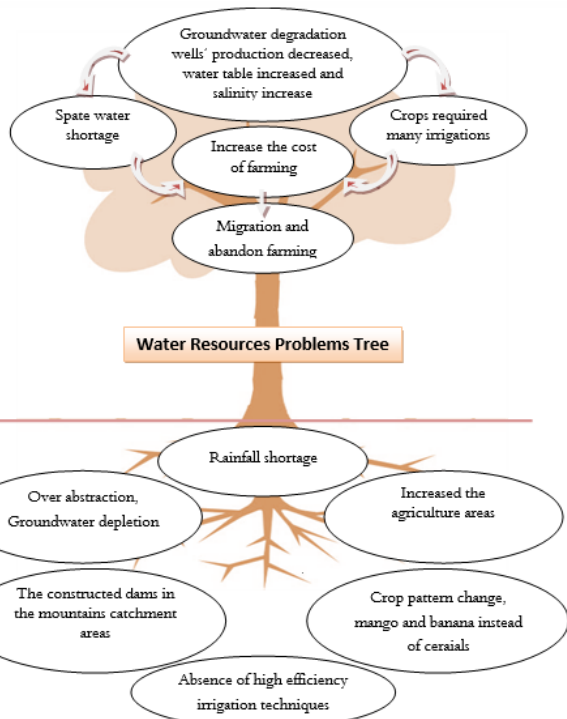 Groundwater degradation
wells´ production decreased,
water table increased and
salinity increase
Spate water
shortage
Crops required
many irrigations
Increase the cost
of farming
Migration and
abandon farming
Water Resources Problems Tree
Rainfall shortage
Over abstraction,
Groundwater depletion
Increased the
agriculture areas
The constructed dams in
the mountains catchment
areas
Crop pattern change,
mango and banana instead
of ceraials
Absence of high efficiency
irrigation techniques